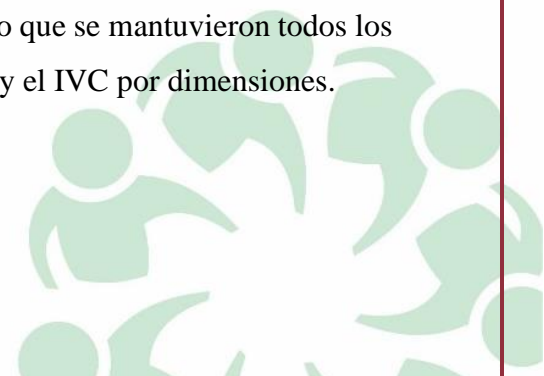 o que se mantuvieron todos los
y el IVC por dimensiones.